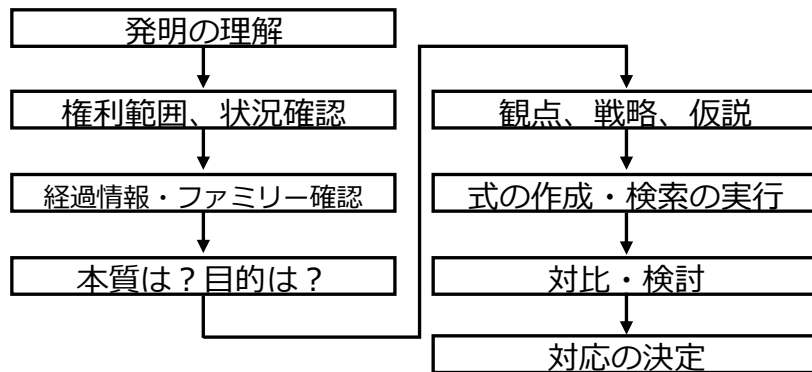 発明の理解
権利範囲、状況確認
経過情報・ファミリー確認
本質は？目的は？
観点、戦略、仮説
式の作成・検索の実行
対比・検討
対応の決定